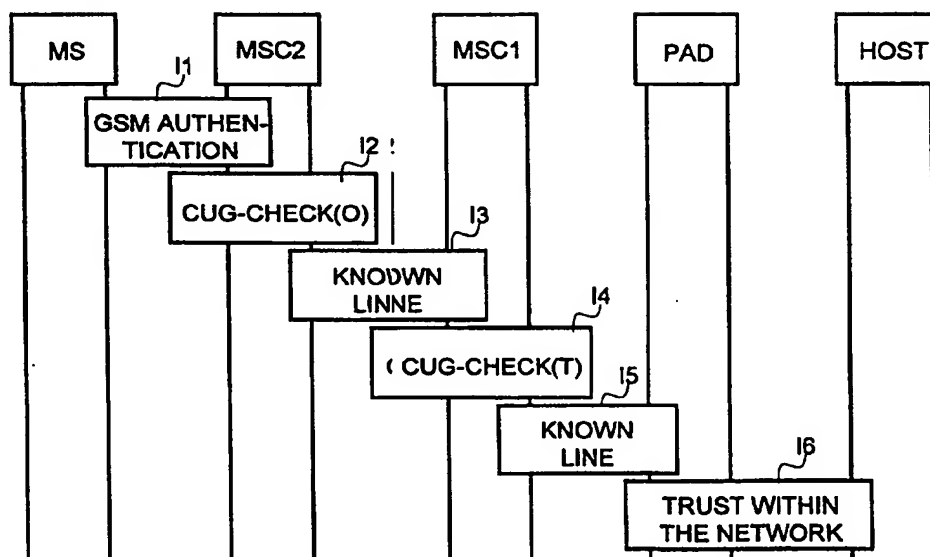 MS MSC2 MSC1 PAD HOST
I1
GSM AUTHEN-
TICATION
I2 !
CUG-CHECK(O)
I3
KNODWN
LINNE
I4
( CUG-CHECK(T)
I5
KNOWN
LINE
I6
TRUST WITHIN
THE NETWORK